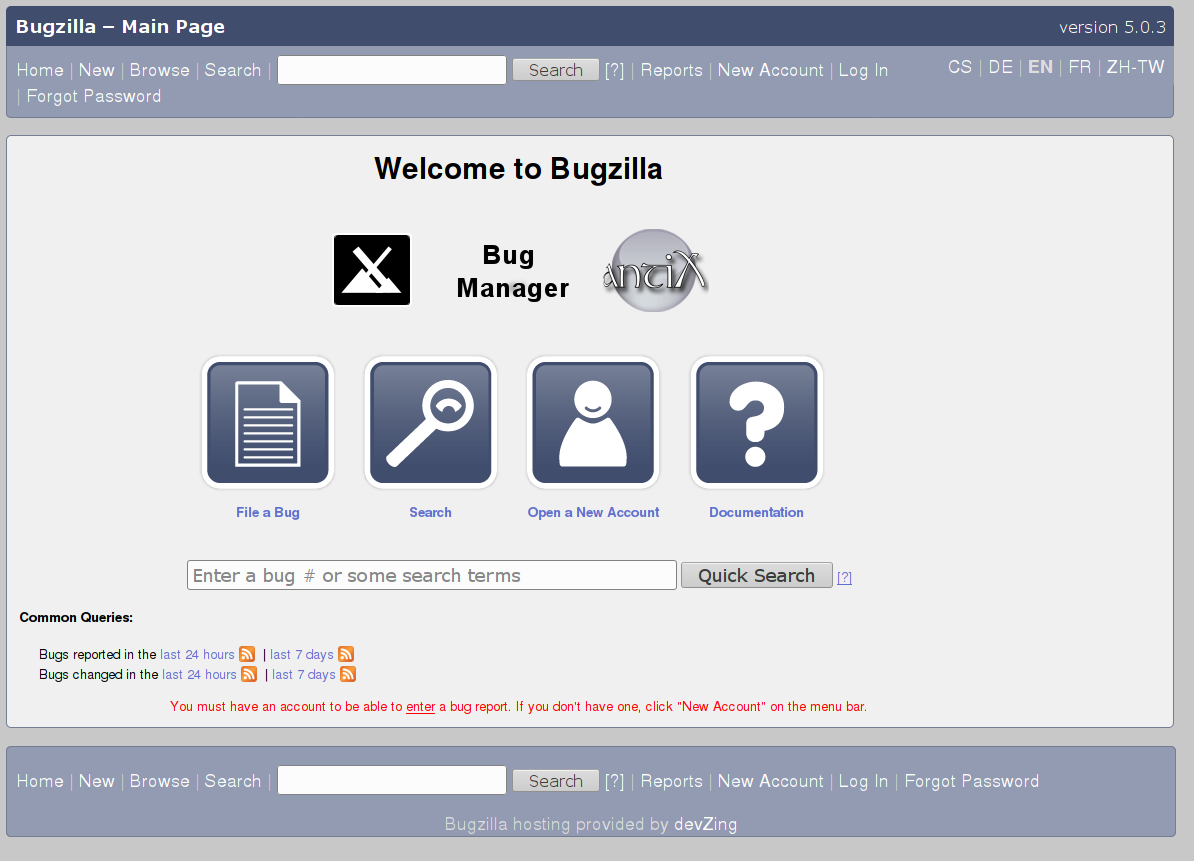 Bugzilla – Main Page
version 5.0.3
Home | New | Browse | Search | Search [?] | Reports | New Account | Log In
| Forgot Password
CS | DE | EN | FR | ZH-TW
Welcome to Bugzilla
Bug
Manager
antiX
File a Bug
Search
Open a New Account
Documentation
Enter a bug # or some search terms
Quick Search
[?]
Common Queries:
Bugs reported in the last 24 hours | last 7 days
Bugs changed in the last 24 hours | last 7 days
You must have an account to be able to enter a bug report. If you don't have one, click "New Account" on the menu bar.
Home | New | Browse | Search | Search [?] | Reports | New Account | Log In | Forgot Password
Bugzilla hosting provided by devZing